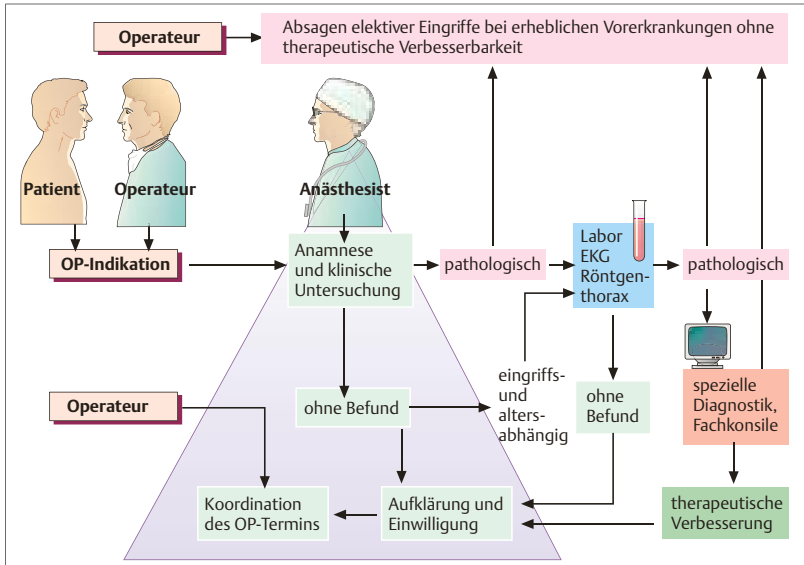 Operateur
Absagen elektiver Eingriffe bei erheblichen Vorerkrankungen ohne
therapeutische Verbesserbarkeit
Patient
Operateur
Anästhesist
OP-Indikation
Anamnese
und klinische
Untersuchung
pathologisch
Labor
EKG
Röntgen-
thorax
pathologisch
Operateur
ohne Befund
eingriffs-
und
alters-
abhängig
ohne
Befund
spezielle
Diagnostik,
Fachkonsile
Koordination
des OP-Termins
Aufklärung und
Einwilligung
therapeutische
Verbesserung